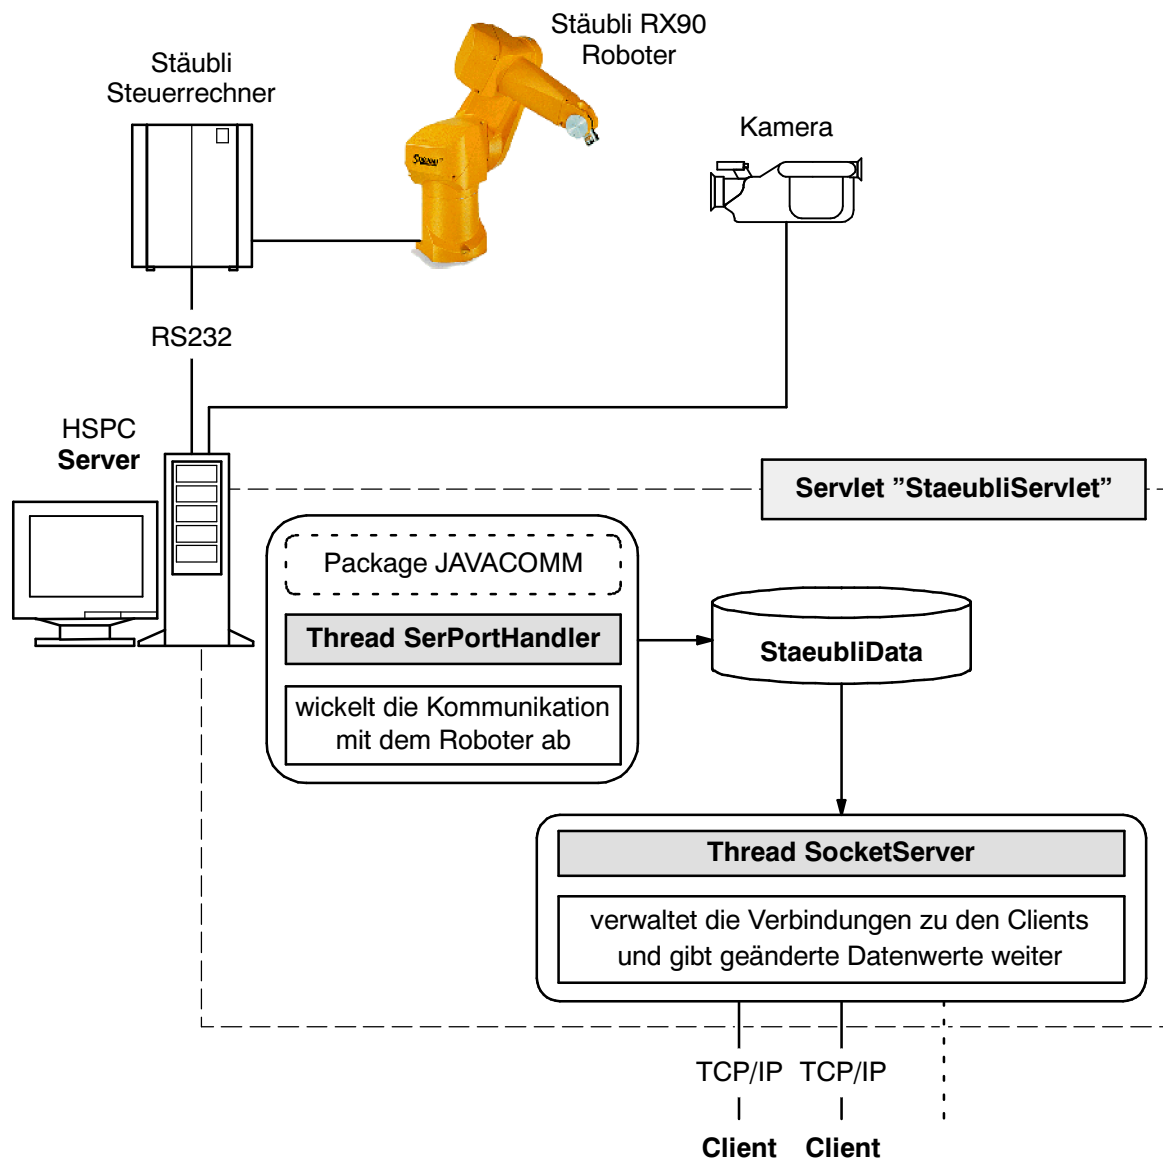 Stäubli RX90
Roboter
Stäubli
Steuerrechner
Kamera
RS232
HSPC
Server
Servlet ”StaeubliServlet”
Package JAVACOMM
Thread SerPortHandler
wickelt die Kommunikation
mit dem Roboter ab
StaeubliData
Thread SocketServer
verwaltet die Verbindungen zu den Clients
und gibt geänderte Datenwerte weiter
TCP/IP TCP/IP
Client Client